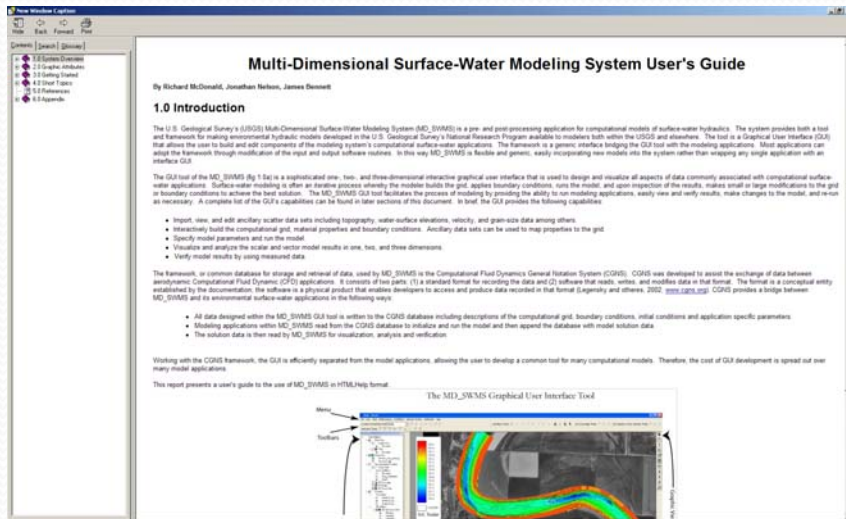 New Window Caption
Hide Back Forward Print
Contents Search Glossary
1.0 System Overview
2.0 Graphic Attributes
3.0 Getting Started
4.0 Short Topics
5.0 References
6.0 Appendix
Multi-Dimensional Surface-Water Modeling System User's Guide
By Richard McDonald, Jonathan Nelson, James Bennett
1.0 Introduction
The U.S. Geological Survey's (USGS) Multi-Dimensional Surface-Water Modeling System (MD_SWMS) is a pre- and post-processing application for computational models of surface-water hydraulics. The system provides both a tool
and framework for making environmental hydraulic models developed in the U.S. Geological Survey's National Research Program available to modelers both within the USGS and elsewhere. The tool is a Graphical User Interface (GUI)
that allows the user to build and edit components of the modeling system's computational surface-water applications. The framework is a generic interface bridging the GUI tool with the modeling applications. Most applications can
adopt the framework through modification of the input and output software routines. In this way MD_SWMS is flexible and generic, easily incorporating new models into the system rather than wrapping any single application with an
interface GUI.
The GUI tool of the MD_SWMS (fig 1.0a) is a sophisticated one-, two-, and three-dimensional interactive graphical user interface that is used to design and visualize all aspects of data commonly associated with computational surface-
water applications. Surface-water modeling is often an iterative process whereby the modeler builds the grid, applies boundary conditions, runs the model, and upon inspection of the results, makes small or large modifications to the grid
or boundary conditions to achieve the best solution. The MD_SWMS GUI tool facilitates the process of modeling by providing the ability to run modeling applications, easily view and verify results, make changes to the model, and re-run
as necessary. A complete list of the GUI's capabilities can be found in later sections of this document. In brief, the GUI provides the following capabilities:
• Import, view, and edit ancillary scatter data sets including topography, water-surface elevations, velocity, and grain-size data among others.
• Interactively build the computational grid, material properties and boundary conditions. Ancillary data sets can be used to map properties to the grid.
• Specify model parameters and run the model.
• Visualize and analyze the scalar and vector model results in one, two, and three dimensions.
• Verify model results by using measured data.
The framework, or common database for storage and retrieval of data, used by MD_SWMS is the Computational Fluid Dynamics General Notation System (CGNS). CGNS was developed to assist the exchange of data between
aerodynamic Computational Fluid Dynamic (CFD) applications. It consists of two parts: (1) a standard format for recording the data and (2) software that reads, writes, and modifies data in that format. The format is a conceptual entity
established by the documentation; the software is a physical product that enables developers to access and produce data recorded in that format (Legensky and others, 2002, www.cgns.org). CGNS provides a bridge between
MD_SWMS and its environmental surface-water applications in the following ways:
• All data designed within the MD_SWMS GUI tool is written to the CGNS database including descriptions of the computational grid, boundary conditions, initial conditions and application specific parameters.
• Modeling applications within MD_SWMS read from the CGNS database to initialize and run the model and then append the database with model solution data.
• The solution data is then read by MD_SWMS for visualization, analysis and verification.
Working with the CGNS framework, the GUI is efficiently separated from the model applications, allowing the user to develop a common tool for many computational models. Therefore, the cost of GUI development is spread out over
many model applications.
This report presents a user's guide to the use of MD_SWMS in HTMLHelp format.
The MD_SWMS Graphical User Interface Tool
Menu
Toolbars